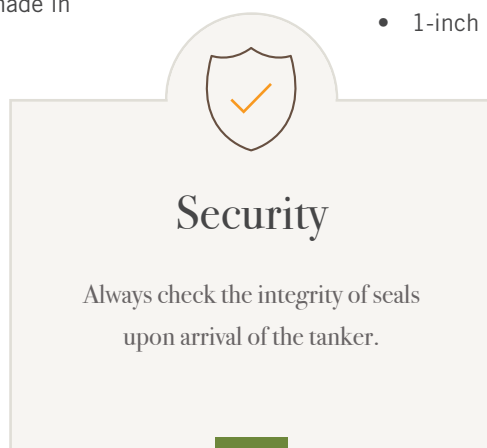 made in
• 1-inch
Security
Always check the integrity of seals
upon arrival of the tanker.